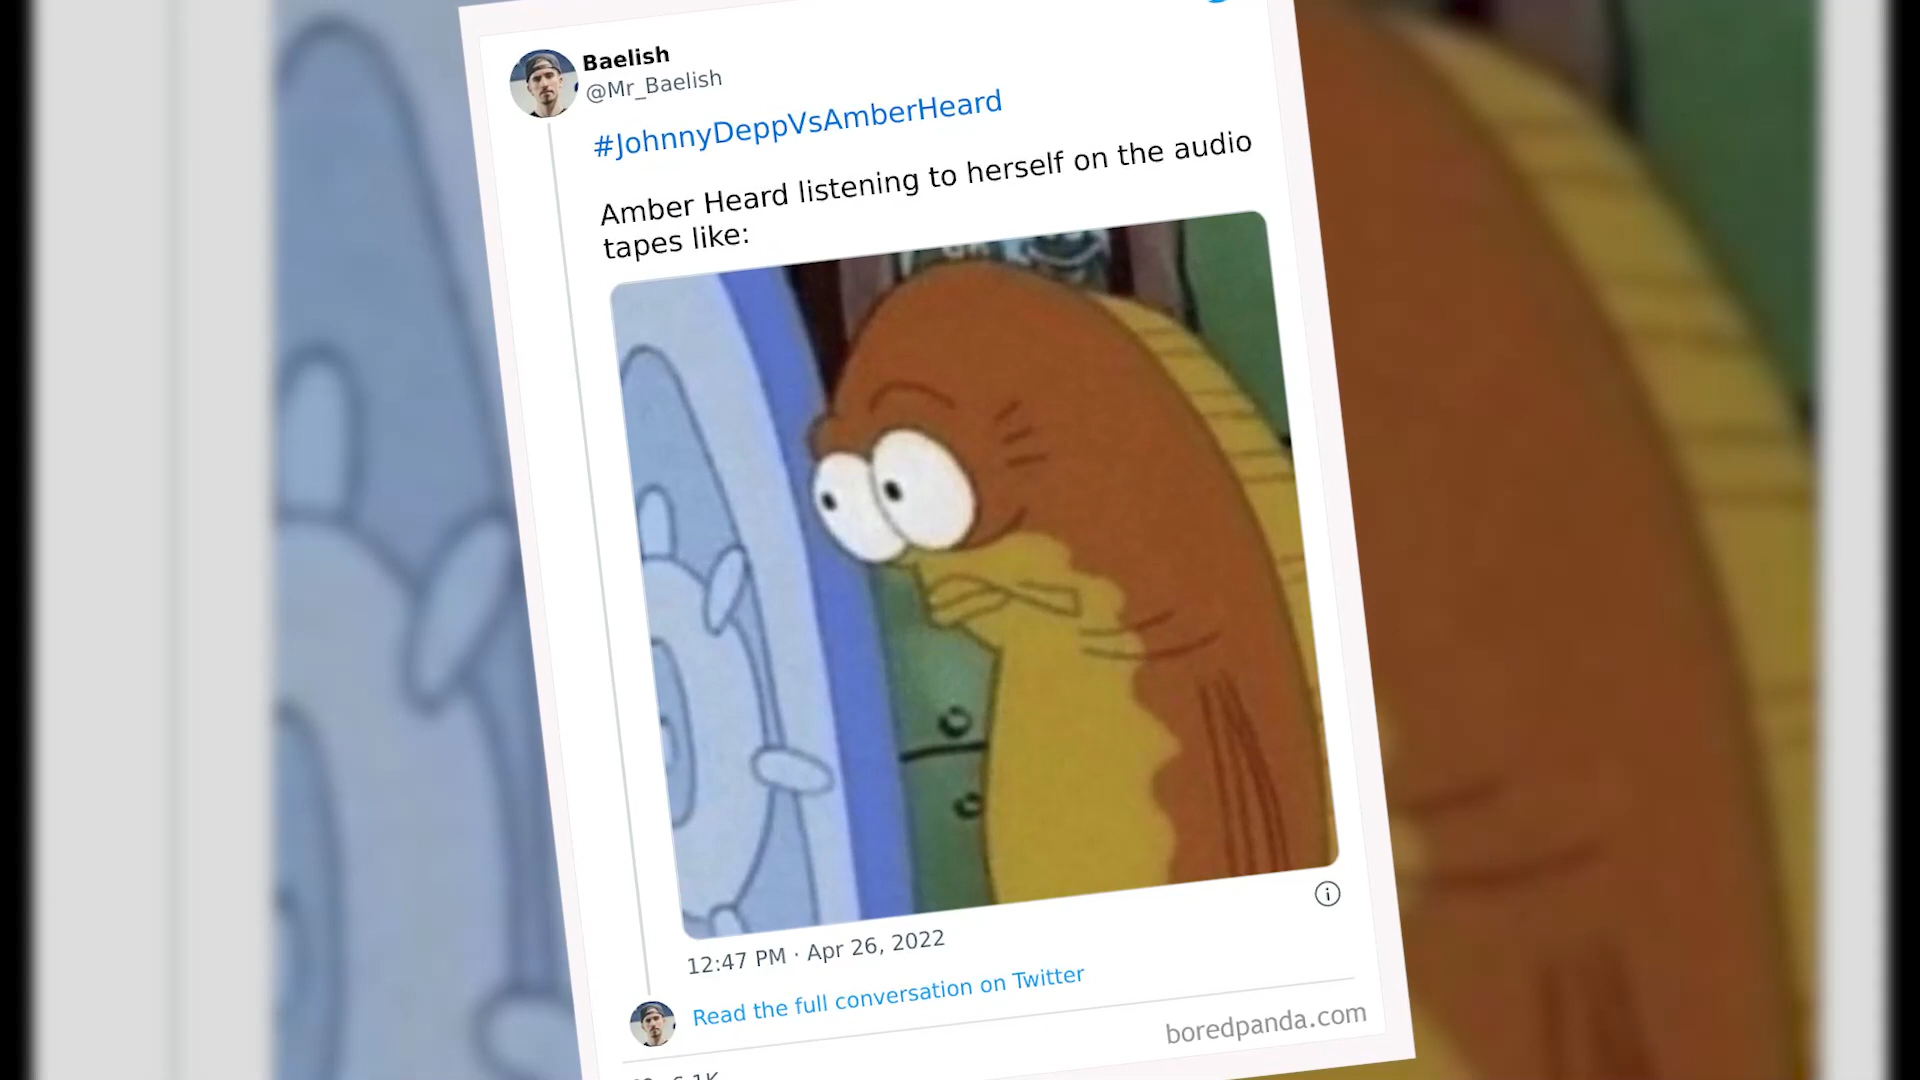 Baelish
@Mr_Baelish
#JohnnyDeppVsAmberHeard
Amber Heard listening to herself on the audio
tapes like:
12:47 PM · Apr 26, 2022
Read the full conversation on Twitter
boredpanda.com